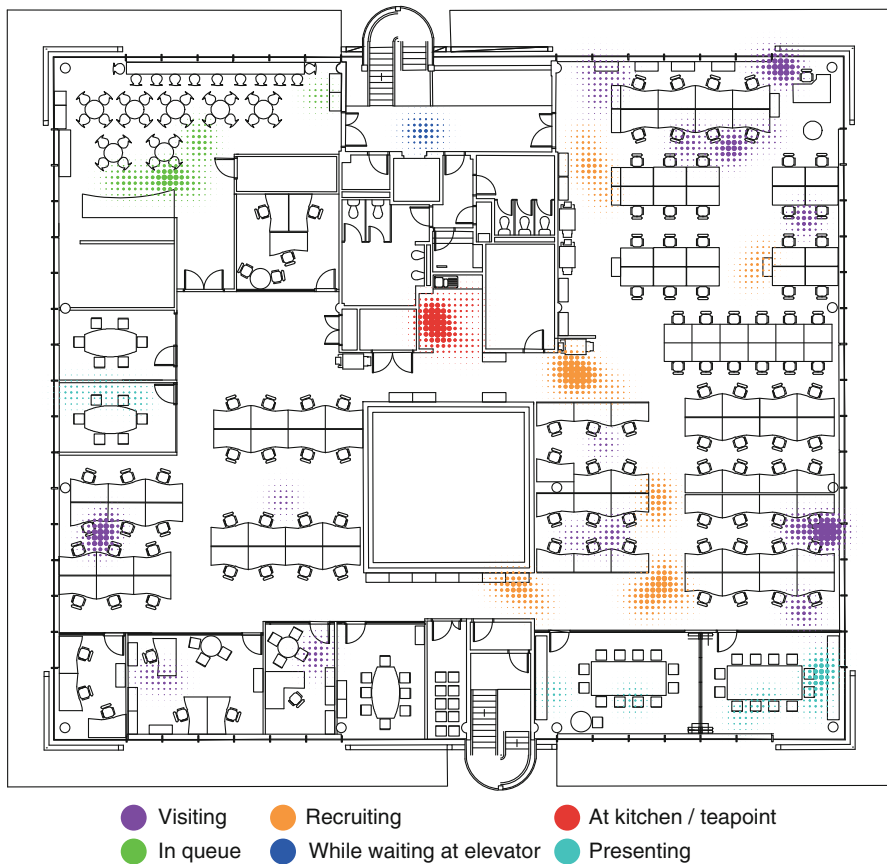 Visiting Recruiting At kitchen / teapoint
In queue While waiting at elevator Presenting